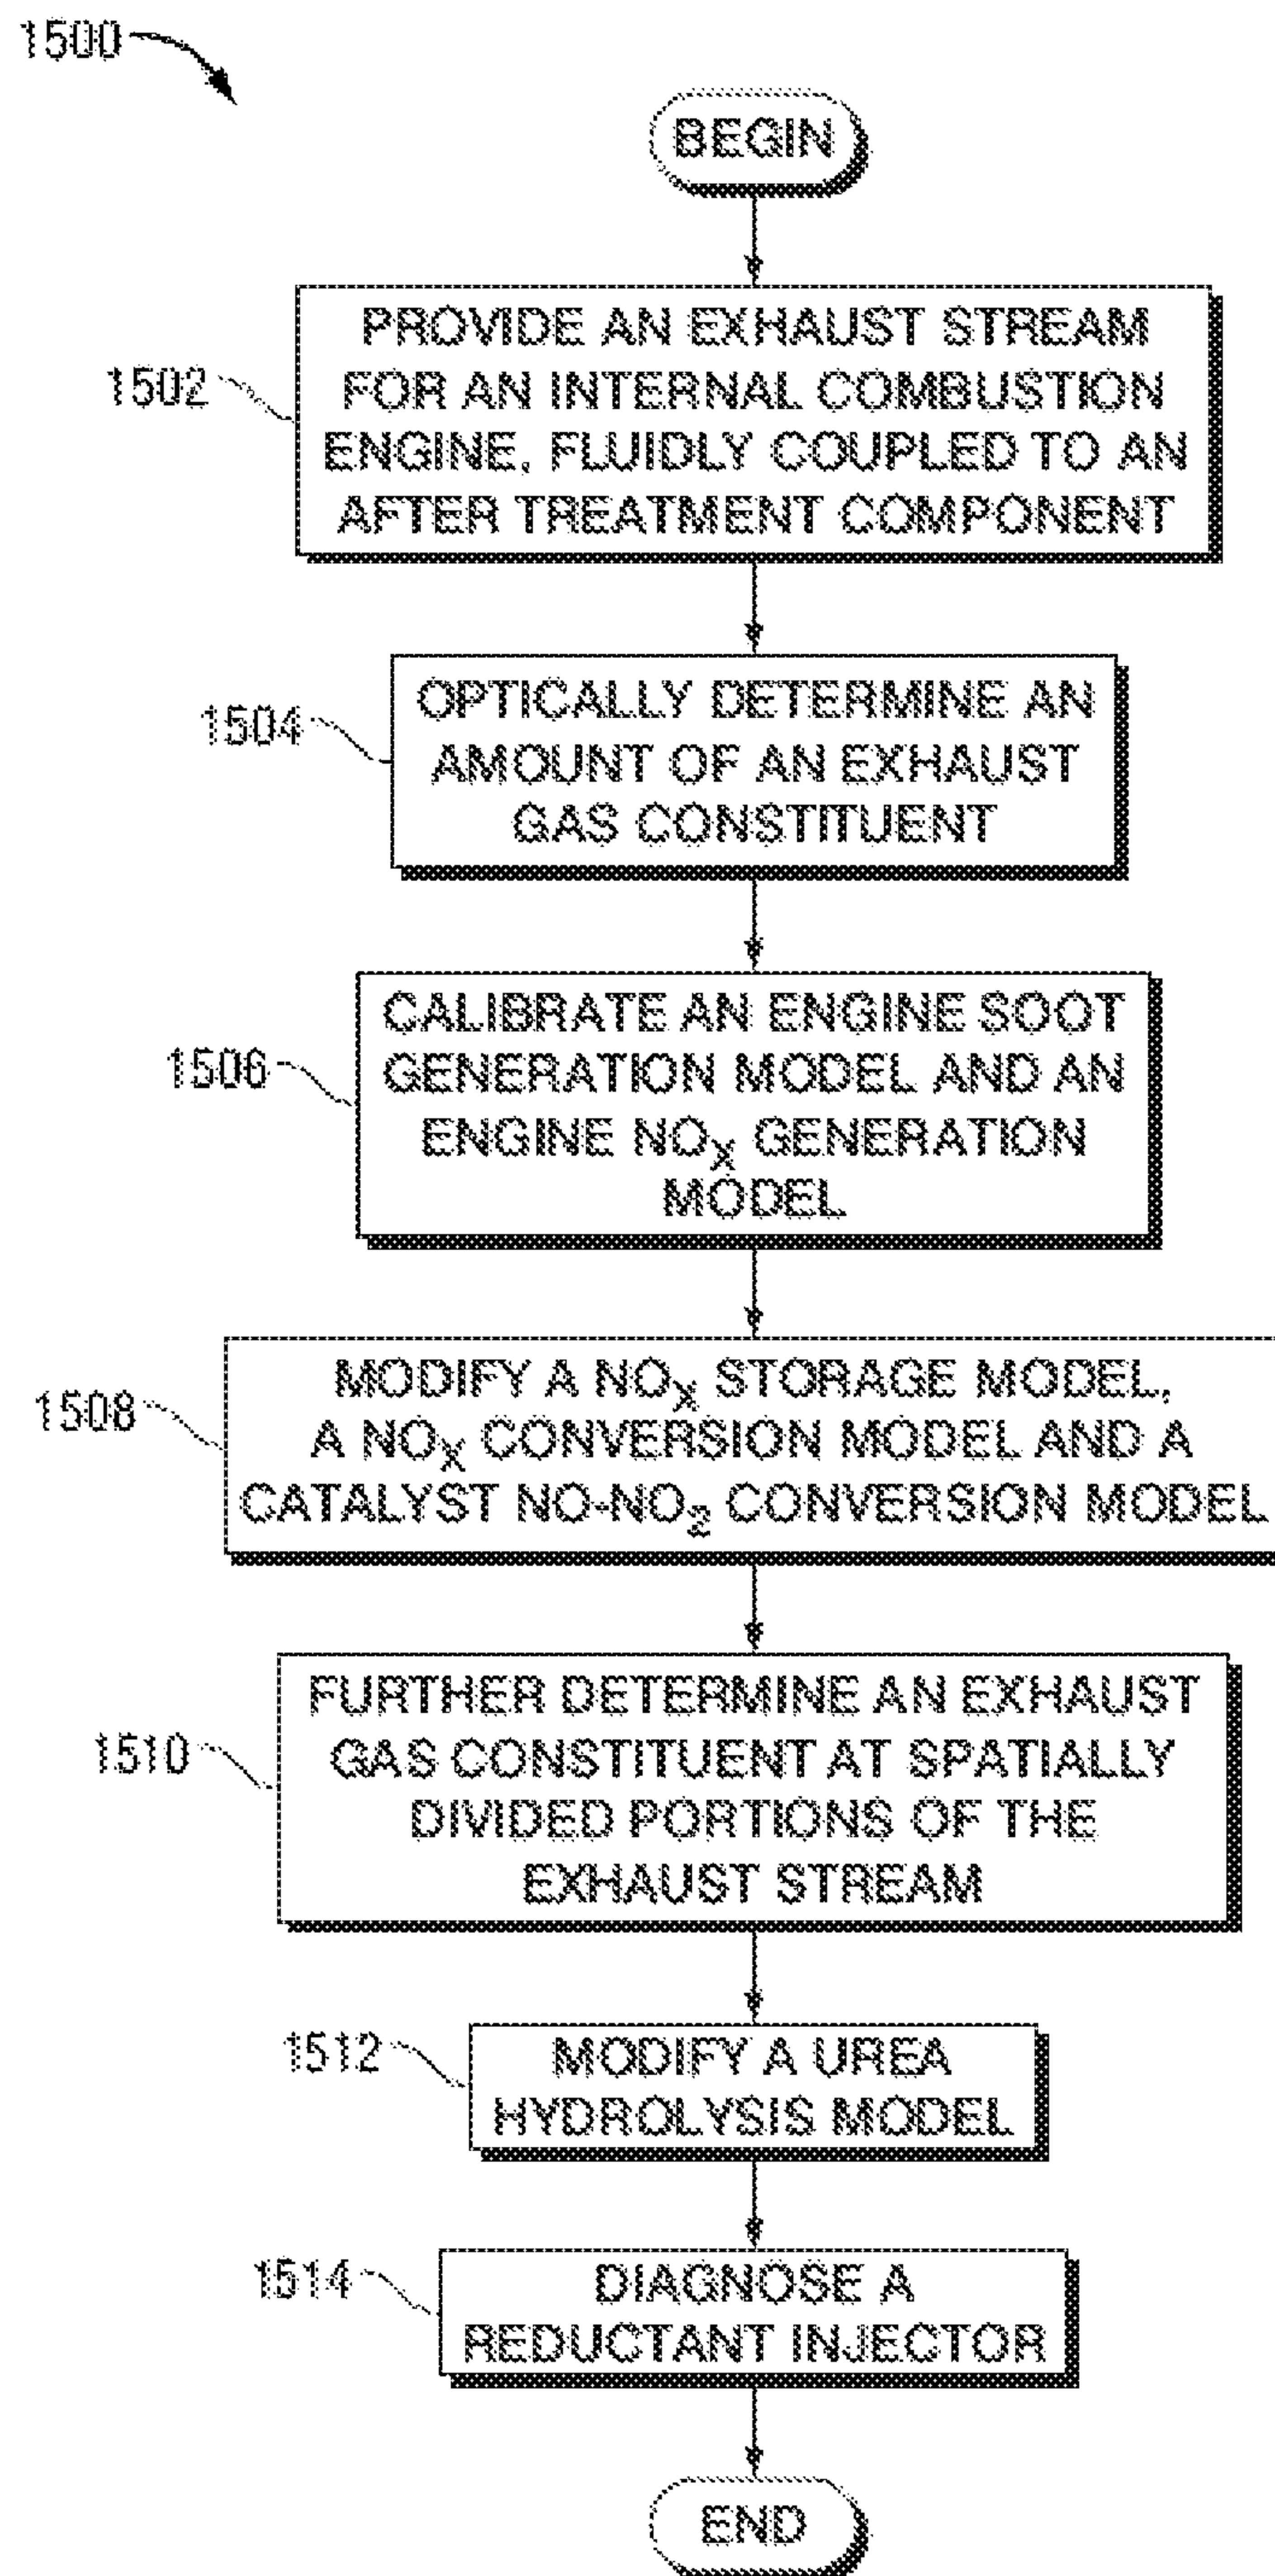 1500
BEGIN
1502
PROVIDE AN EXHAUST STREAM
FOR AN INTERNAL COMBUSTION
ENGINE, FLUIDLY COUPLED TO AN
AFTER TREATMENT COMPONENT
1504
OPTICALLY DETERMINE AN
AMOUNT OF AN EXHAUST
GAS CONSTITUENT
1506
CALIBRATE AN ENGINE SOOT
GENERATION MODEL AND AN
ENGINE NOX GENERATION
MODEL
1508
MODIFY A NOX STORAGE MODEL,
A NOX CONVERSION MODEL AND A
CATALYST NO-NO2 CONVERSION MODEL
1510
FURTHER DETERMINE AN EXHAUST
GAS CONSTITUENT AT SPATIALLY
DIVIDED PORTIONS OF THE
EXHAUST STREAM
1512
MODIFY A UREA
HYDROLYSIS MODEL
1514
DIAGNOSE A
REDUCTANT INJECTOR
END